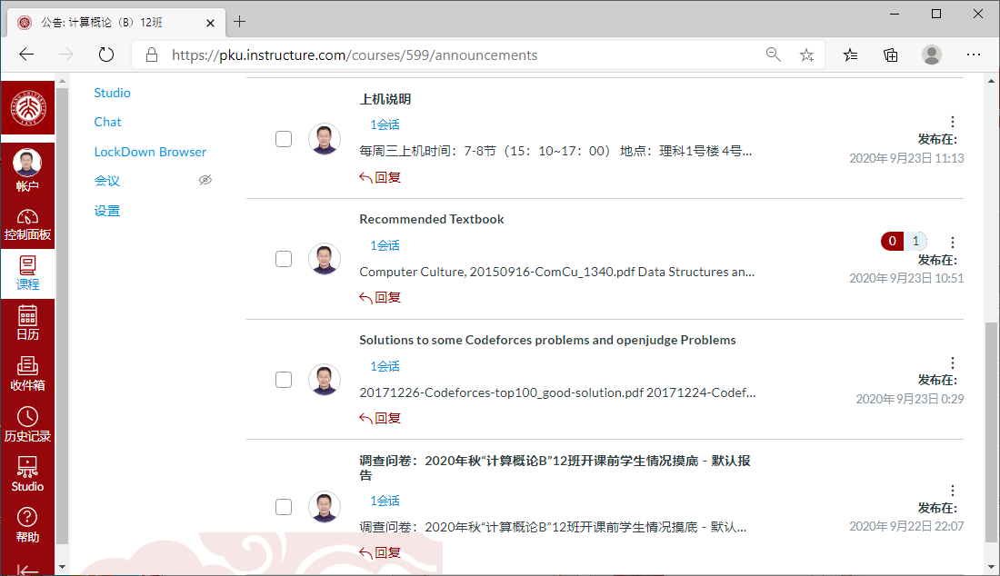 公告: 计算概论（B）12班
https://pku.instructure.com/courses/599/announcements
帐户
控制面板
课程
日历
收件箱
历史记录
Studio
帮助
Studio
Chat
LockDown Browser
会议
设置
上机说明
1会话
每周三上机时间：7-8节（15：10~17：00） 地点：理科1号楼 4号...
回复
发布在:
2020年9月23日 11:13
Recommended Textbook
1会话
Computer Culture, 20150916-ComCu_1340.pdf Data Structures an...
回复
0 1
发布在:
2020年9月23日 10:51
Solutions to some Codeforces problems and openjudge Problems
1会话
20171226-Codeforces-top100_good-solution.pdf 20171224-Codef...
回复
发布在:
2020年9月23日 0:29
调查问卷：2020年秋“计算概论B”12班开课前学生情况摸底 - 默认报
告
1会话
调查问卷：2020年秋“计算概论B”12班开课前学生情况摸底 - 默认...
回复
发布在:
2020年9月22日 22:07